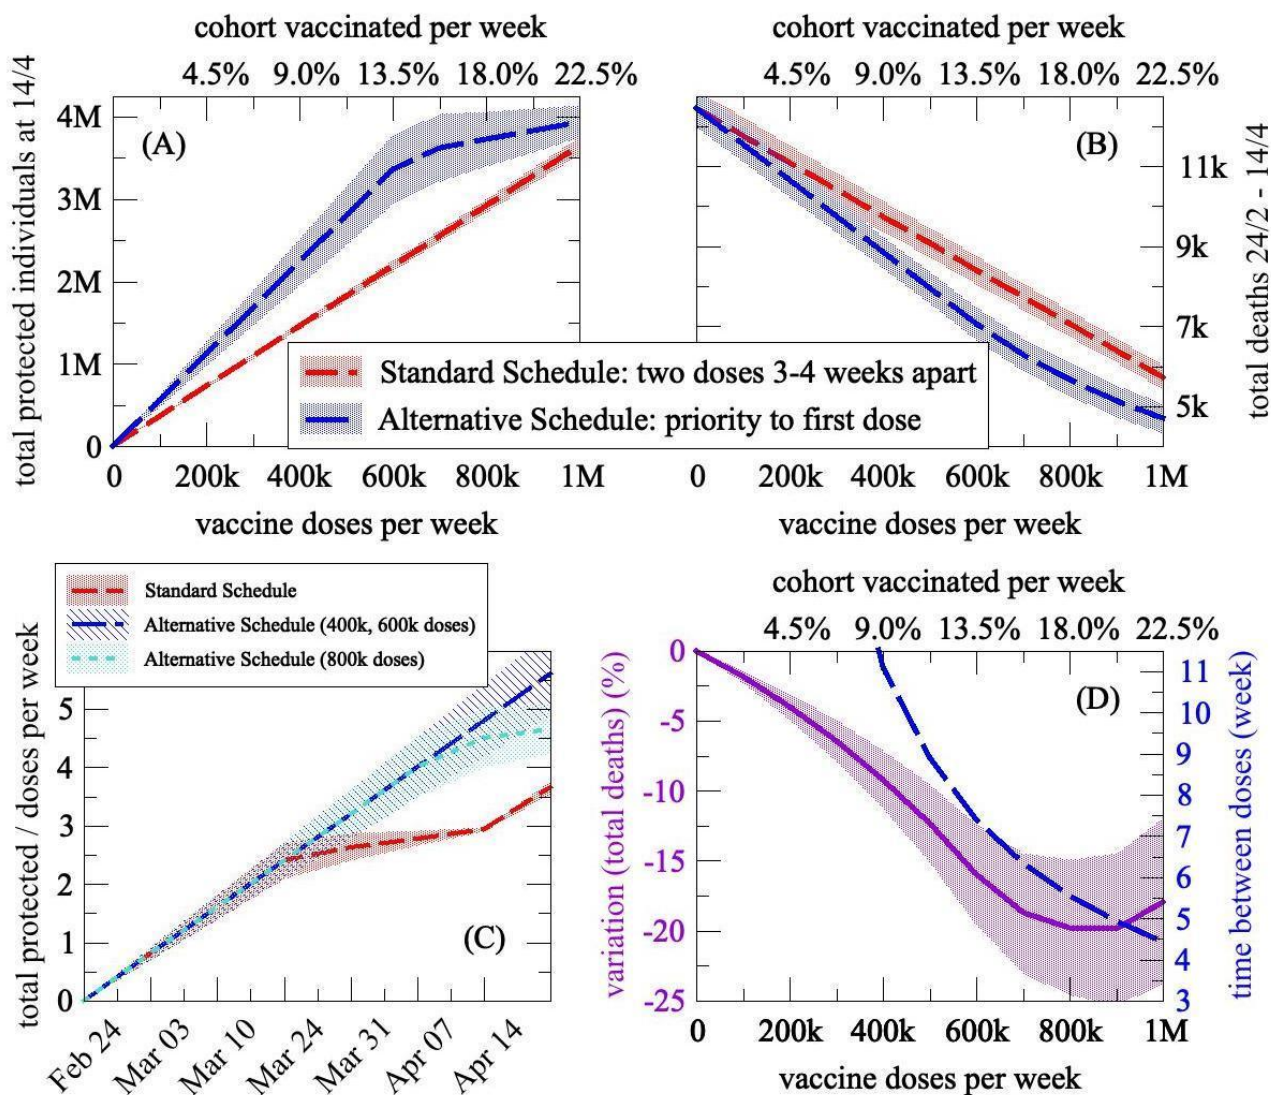 cohort vaccinated per week
4.5% 9.0% 13.5% 18.0% 22.5%
total protected individuals at 14/4
4M
3M
2M
1M
0
(A)
0 200k 400k 600k 800k 1M
vaccine doses per week
cohort vaccinated per week
4.5% 9.0% 13.5% 18.0% 22.5%
(B)
11k
9k
7k
5k
total deaths 24/2 - 14/4
0 200k 400k 600k 800k 1M
vaccine doses per week
Standard Schedule: two doses 3-4 weeks apart
Alternative Schedule: priority to first dose
Standard Schedule
Alternative Schedule (400k, 600k doses)
Alternative Schedule (800k doses)
total protected / doses per week
5
4
3
2
1
0
(C)
Feb 24 Mar 03 Mar 10 Mar 24 Mar 31 Apr 07 Apr 14
cohort vaccinated per week
4.5% 9.0% 13.5% 18.0% 22.5%
variation (total deaths) (%)
0
-5
-10
-15
-20
-25
(D)
11
10
9
8
7
6
5
4
3
time between doses (week)
0 200k 400k 600k 800k 1M
vaccine doses per week